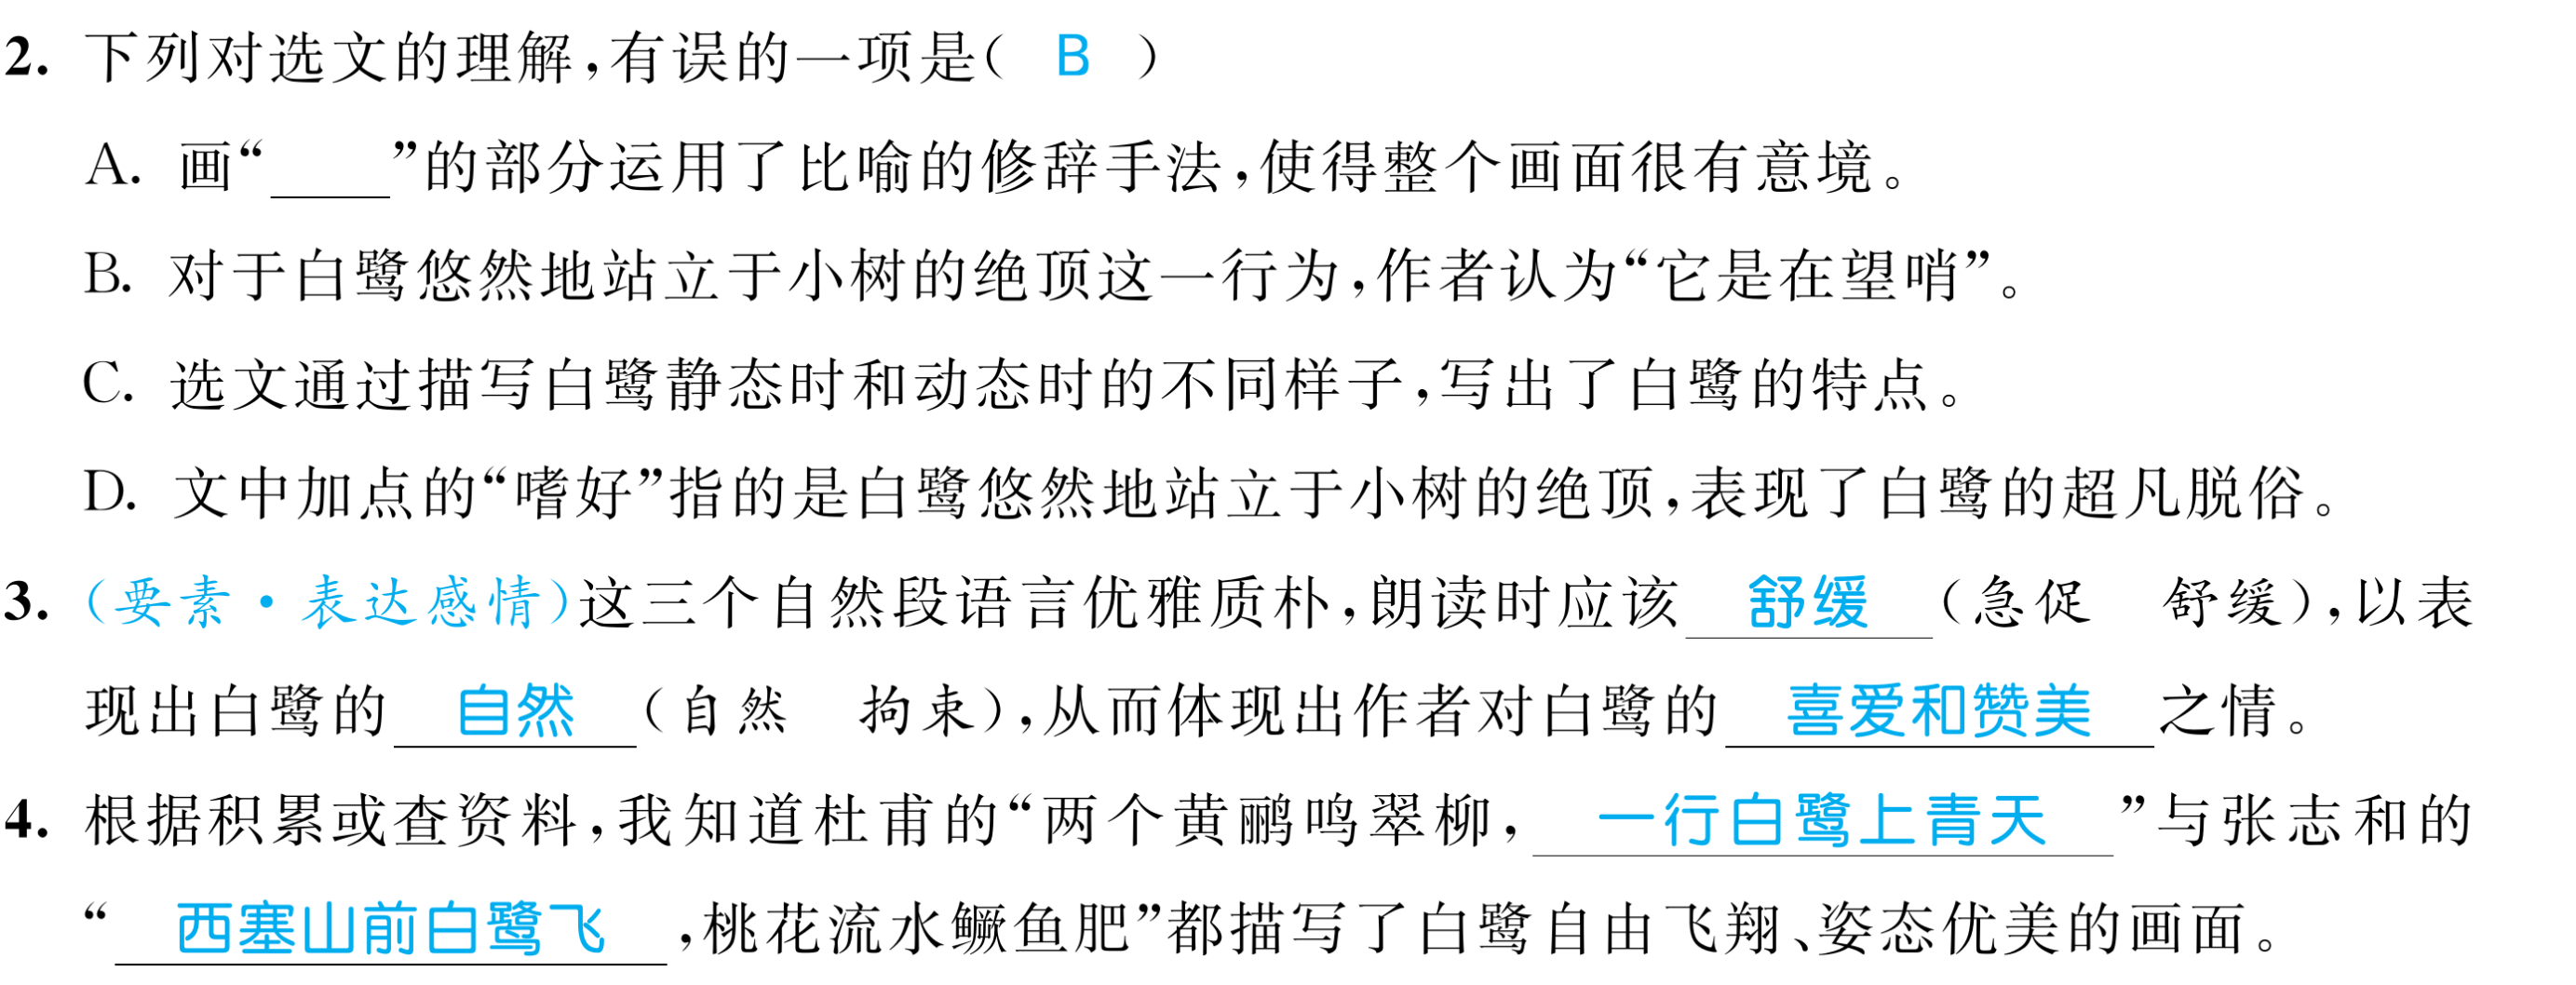 2. 下列对选文的理解,有误的一项是( B )
A. 画“____”的部分运用了比喻的修辞手法,使得整个画面很有意境。
B. 对于白鹭悠然地站立于小树的绝顶这一行为,作者认为“它是在望哨”。
C. 选文通过描写白鹭静态时和动态时的不同样子,写出了白鹭的特点。
D. 文中加点的“嗜好”指的是白鹭悠然地站立于小树的绝顶,表现了白鹭的超凡脱俗。
3. (要素·表达感情)这三个自然段语言优雅质朴,朗读时应该 舒缓 (急促 舒缓),以表
现出白鹭的 自然 (自然 拘束),从而体现出作者对白鹭的 喜爱和赞美 之情。
4. 根据积累或查资料,我知道杜甫的“两个黄鹂鸣翠柳, 一行白鹭上青天 ”与张志和的
“ 西塞山前白鹭飞 ,桃花流水鳜鱼肥”都描写了白鹭自由飞翔、姿态优美的画面。